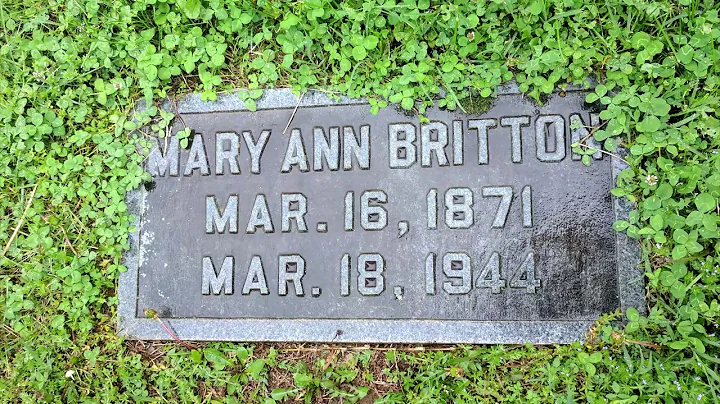 MARY ANN BRITTON
MAR. 16, 1871
MAR. 18, 1944